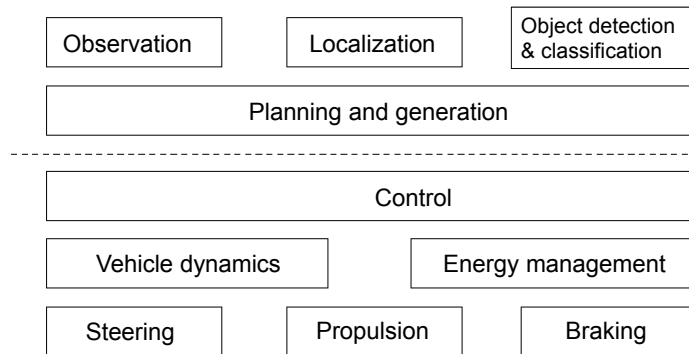 Observation
Localization
Object detection
& classification
Planning and generation
Control
Vehicle dynamics
Energy management
Steering
Propulsion
Braking